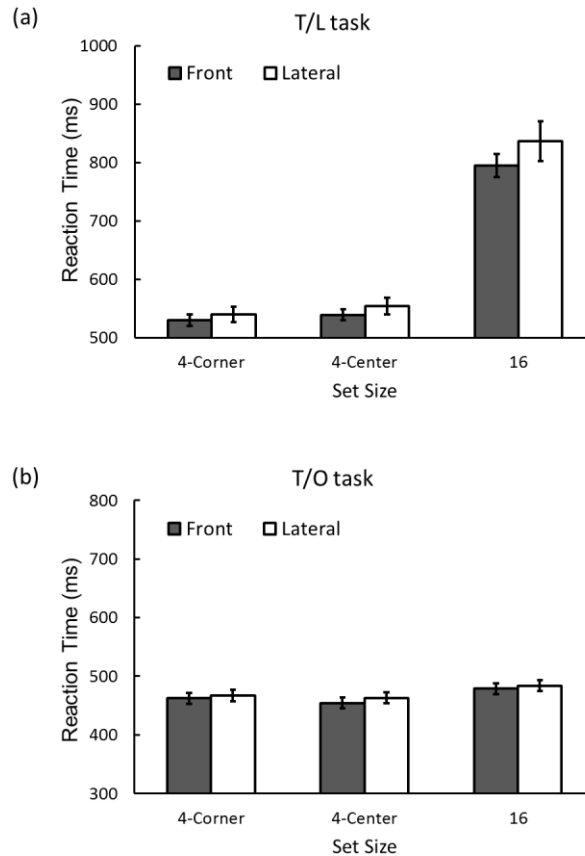 (a)
T/L task
1000
900
800
700
600
500
Reaction Time (ms)
Front Lateral
4-Corner 4-Center 16
Set Size
(b)
T/O task
800
700
600
500
400
300
Reaction Time (ms)
Front Lateral
4-Corner 4-Center 16
Set Size